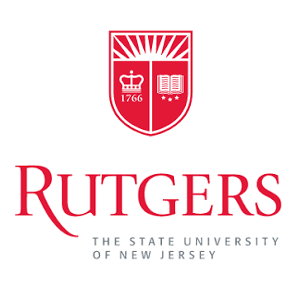 1766
RUTGERS
THE STATE UNIVERSITY
OF NEW JERSEY